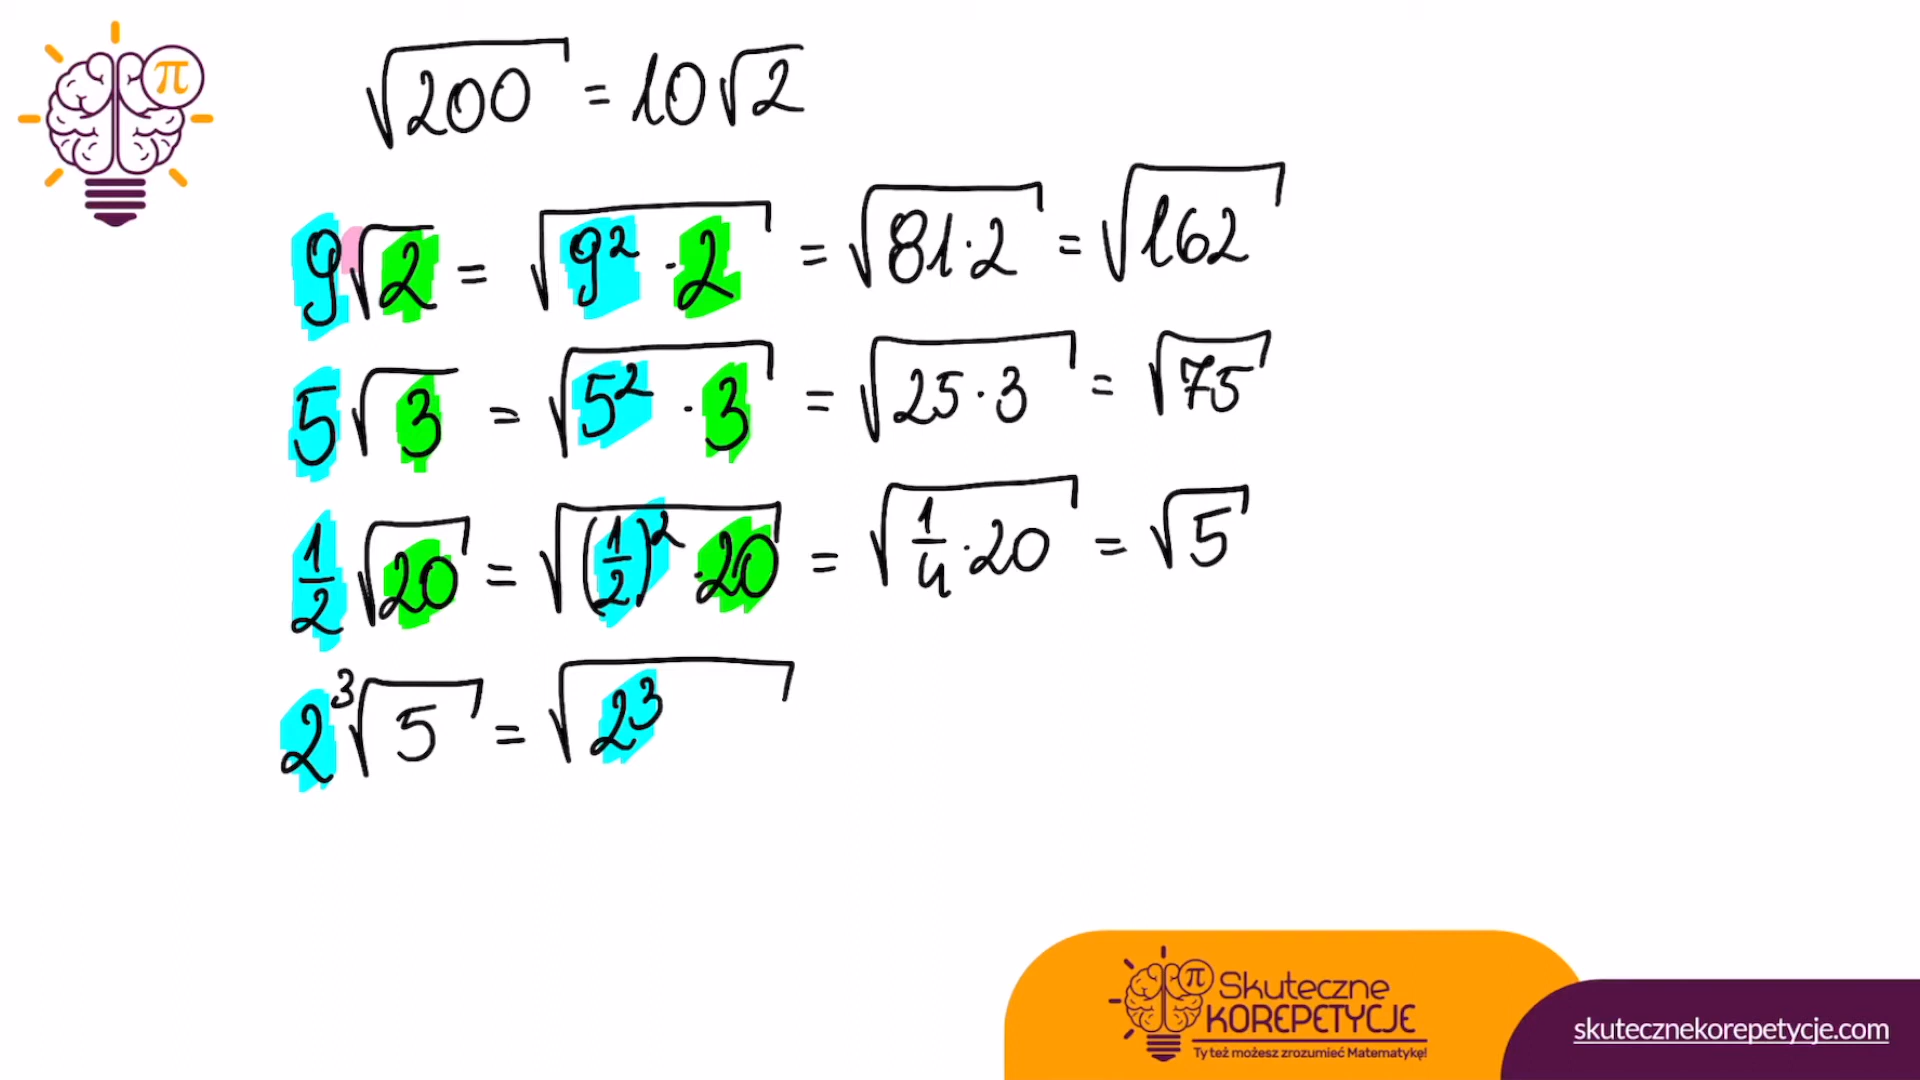 π
√200 = 10√2
9√2 = √9² · 2 = √81 · 2 = √162
5√3 = √5² · 3 = √25 · 3 = √75
1/2 √20 = √(1/2)² · 20 = √1/4 · 20 = √5
2 ³√5 = √2³
π Skuteczne
KOREPETYCJE
Ty też możesz zrozumieć Matematykę!
skutecznekorepetycje.com